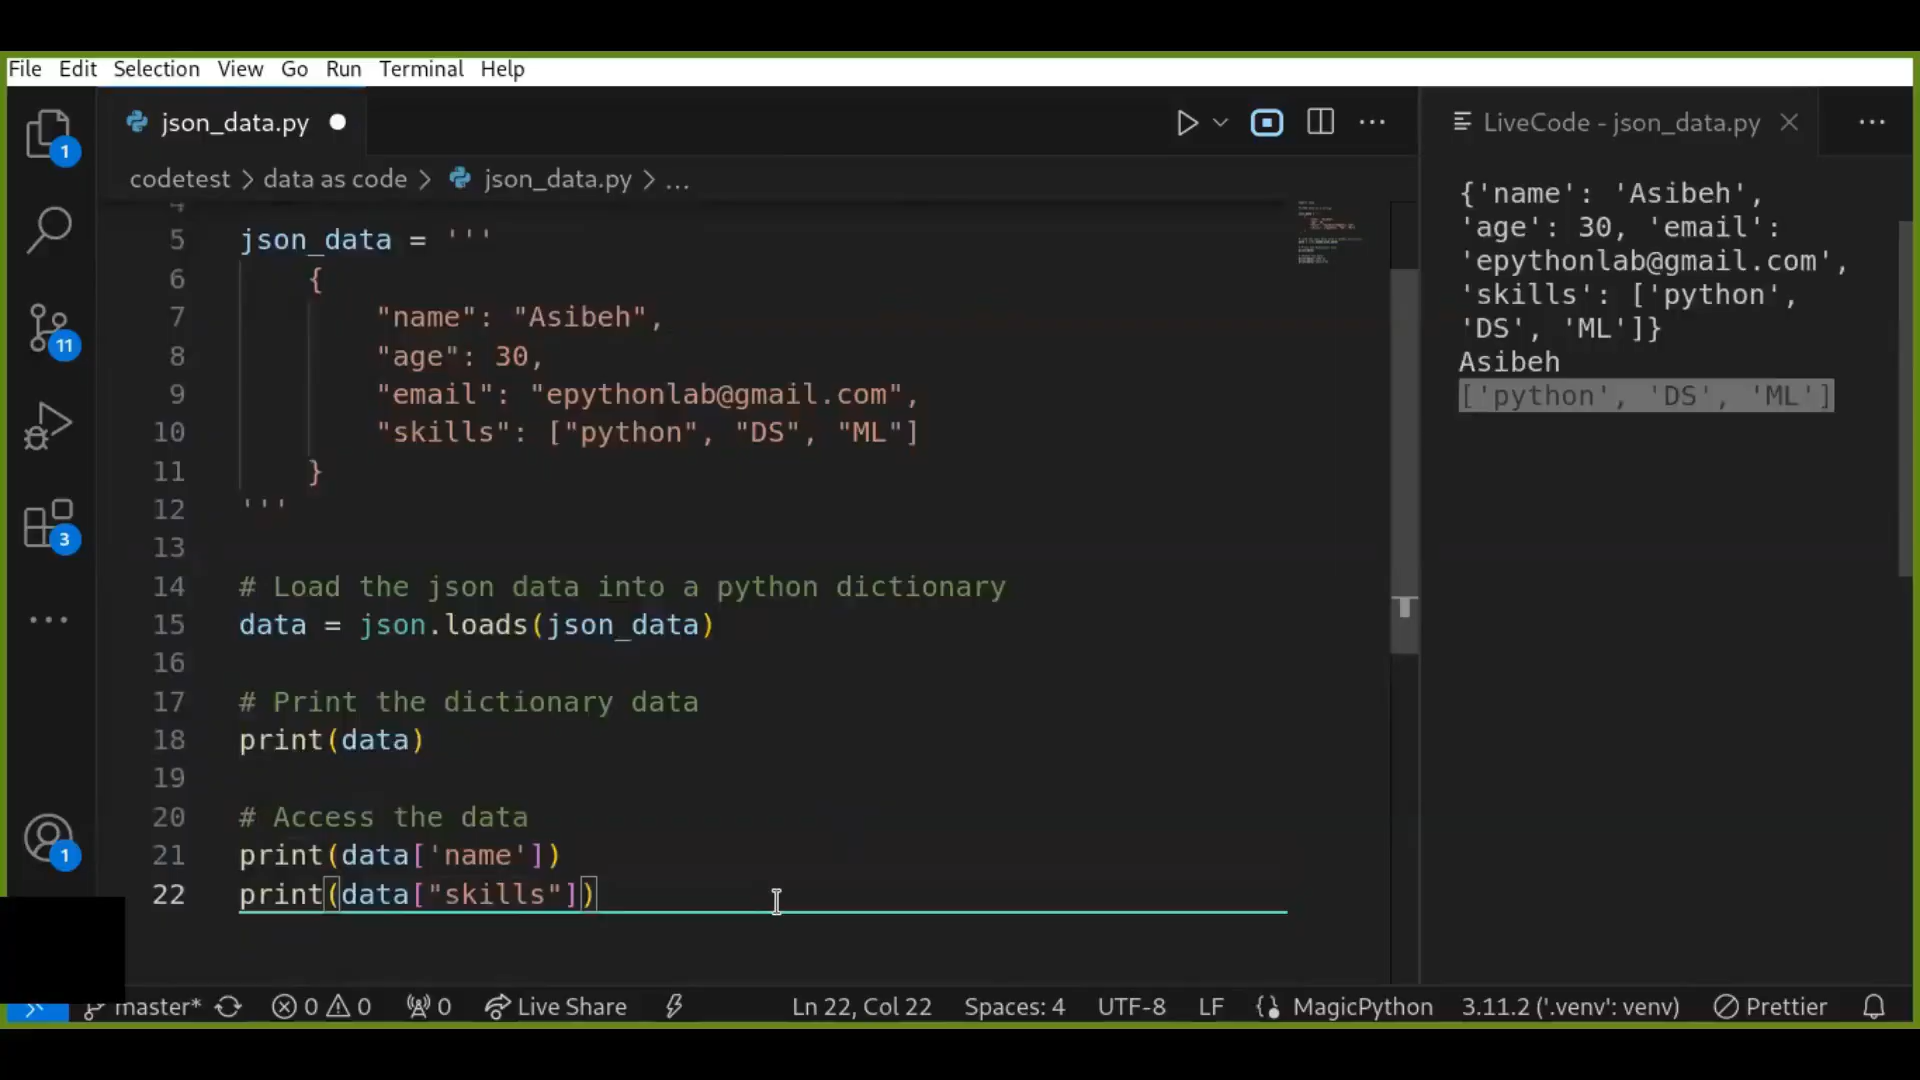 File Edit Selection View Go Run Terminal Help
json_data.py
LiveCode - json_data.py
codetest > data as code > json_data.py > ...
4
5 json_data = '''
6 {
7 "name": "Asibeh",
8 "age": 30,
9 "email": "epythonlab@gmail.com",
10 "skills": ["python", "DS", "ML"]
11 }
12 '''
13
14 # Load the json data into a python dictionary
15 data = json.loads(json_data)
16
17 # Print the dictionary data
18 print(data)
19
20 # Access the data
21 print(data['name'])
22 print(data["skills"])
{'name': 'Asibeh',
'age': 30, 'email':
'epythonlab@gmail.com',
'skills': ['python',
'DS', 'ML']}
Asibeh
['python', 'DS', 'ML']
1
11
3
1
master* 0 0 0 Live Share Ln 22, Col 22 Spaces: 4 UTF-8 LF MagicPython 3.11.2 ('.venv': venv) Prettier